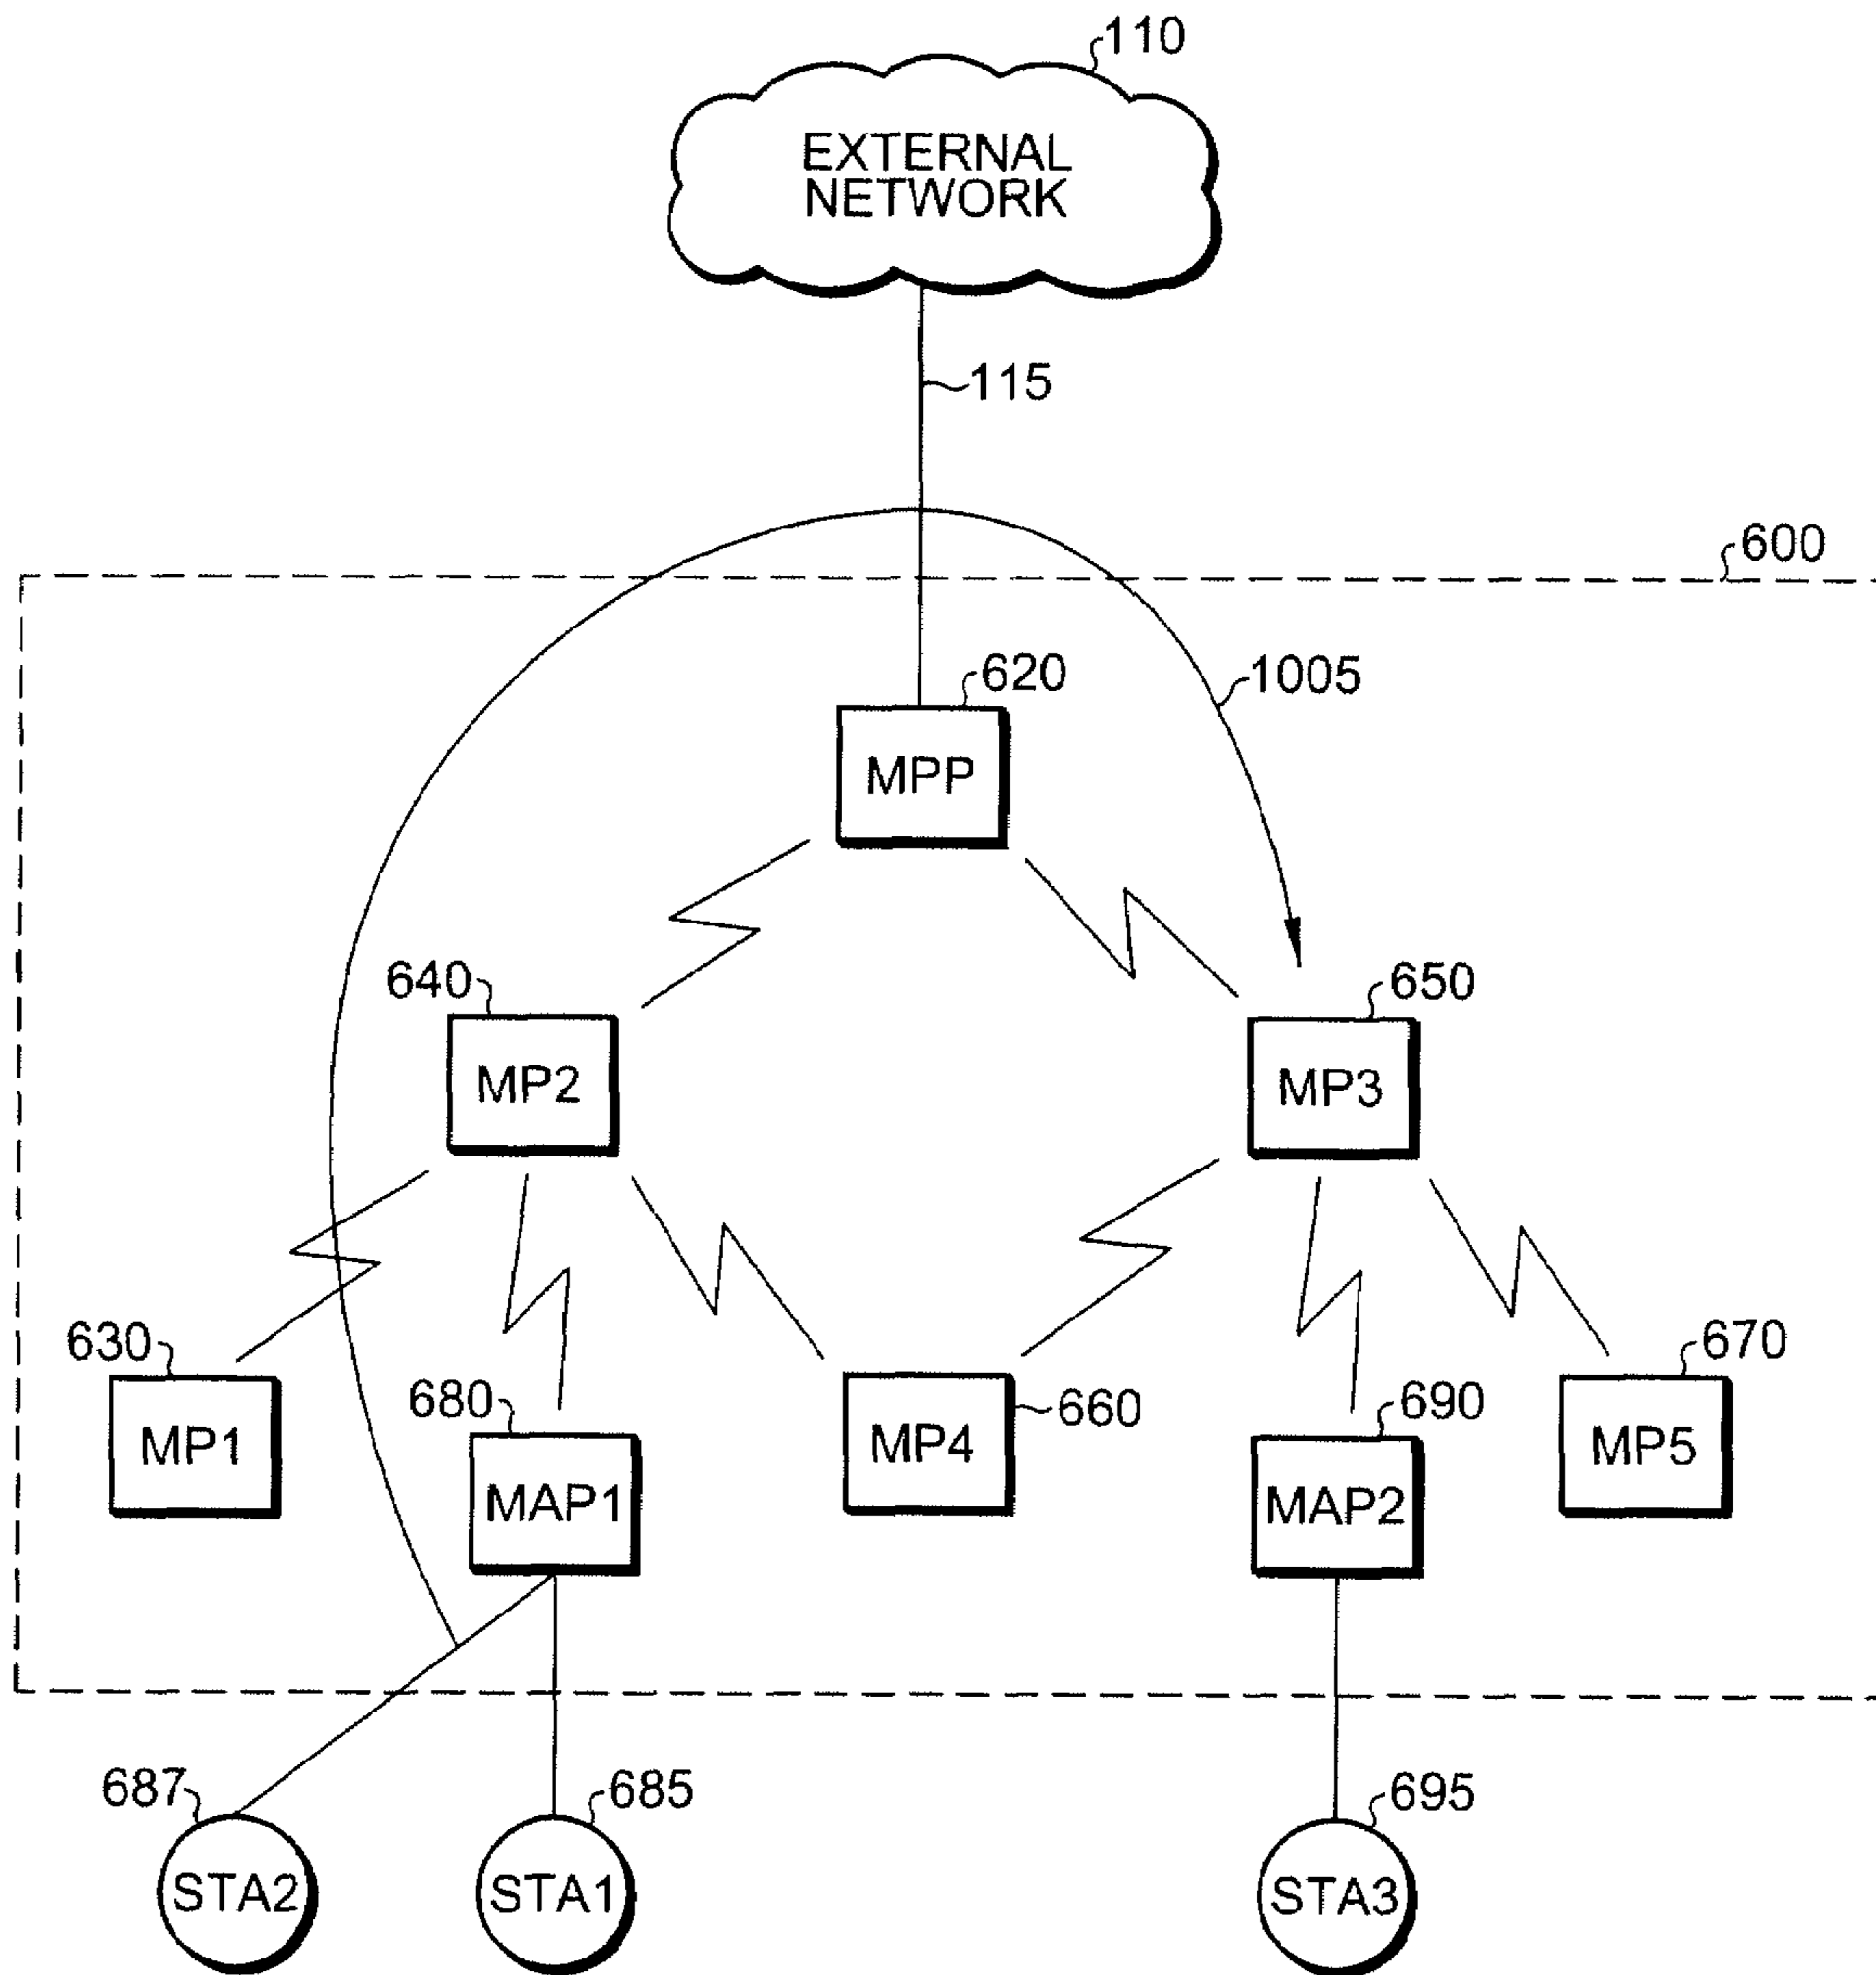 110
EXTERNAL
NETWORK
115
600
620
1005
MPP
640
650
MP2
MP3
630
680
660
690
670
MP1
MAP1
MP4
MAP2
MP5
687
685
695
STA2
STA1
STA3